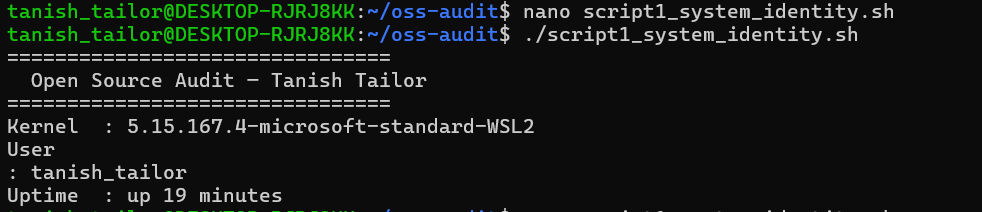 tanish_tailor@DESKTOP-RJRJ8KK:~/oss-audit$ nano script1_system_identity.sh
tanish_tailor@DESKTOP-RJRJ8KK:~/oss-audit$ ./script1_system_identity.sh
================================
  Open Source Audit — Tanish Tailor
================================
Kernel  : 5.15.167.4-microsoft-standard-WSL2
User
: tanish_tailor
Uptime  : up 19 minutes